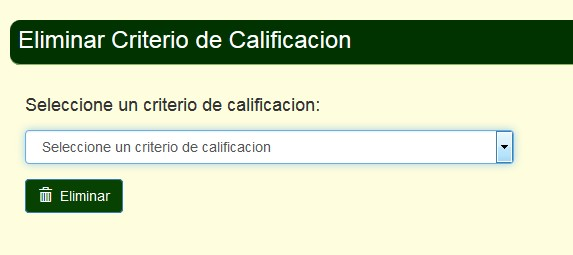 Eliminar Criterio de Calificacion
Seleccione un criterio de calificacion:
Seleccione un criterio de calificacion
Eliminar